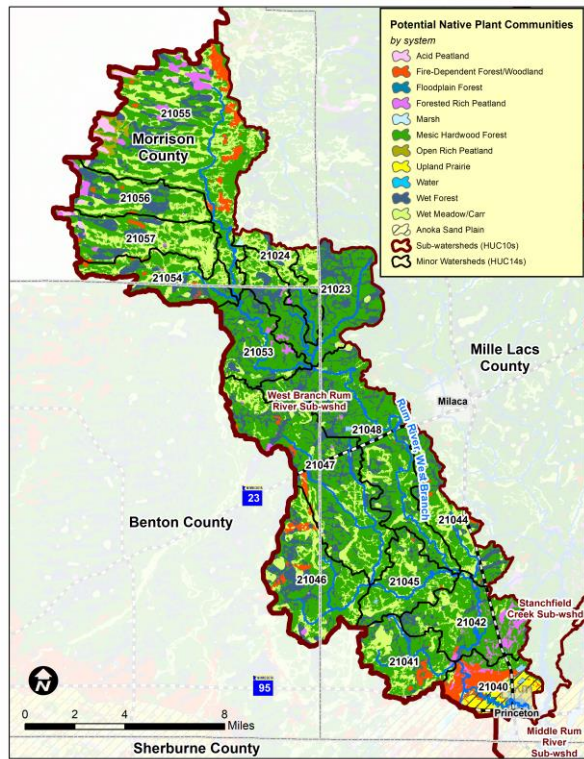 Potential Native Plant Communities
by system
Acid Peatland
Fire-Dependent Forest/Woodland
Floodplain Forest
Forested Rich Peatland
Marsh
Mesic Hardwood Forest
Open Rich Peatland
Upland Prairie
Water
Wet Forest
Wet Meadow/Carr
Anoka Sand Plain
Sub-watersheds (HUC10s)
Minor Watersheds (HUC14s)
21055
Morrison
County
21056
21057
21054
21024
21023
21053
Mille Lacs
County
Milaca
West Branch Rum
River Sub-wshd
21048
Rum River, West Branch
21047
23
Benton County
21044
21046
21045
Stanchfield
Creek Sub-wshd
21042
21041
21040
95
Princeton
N
0 2 4 8
Miles
Middle Rum
River
Sub-wshd
Sherburne County